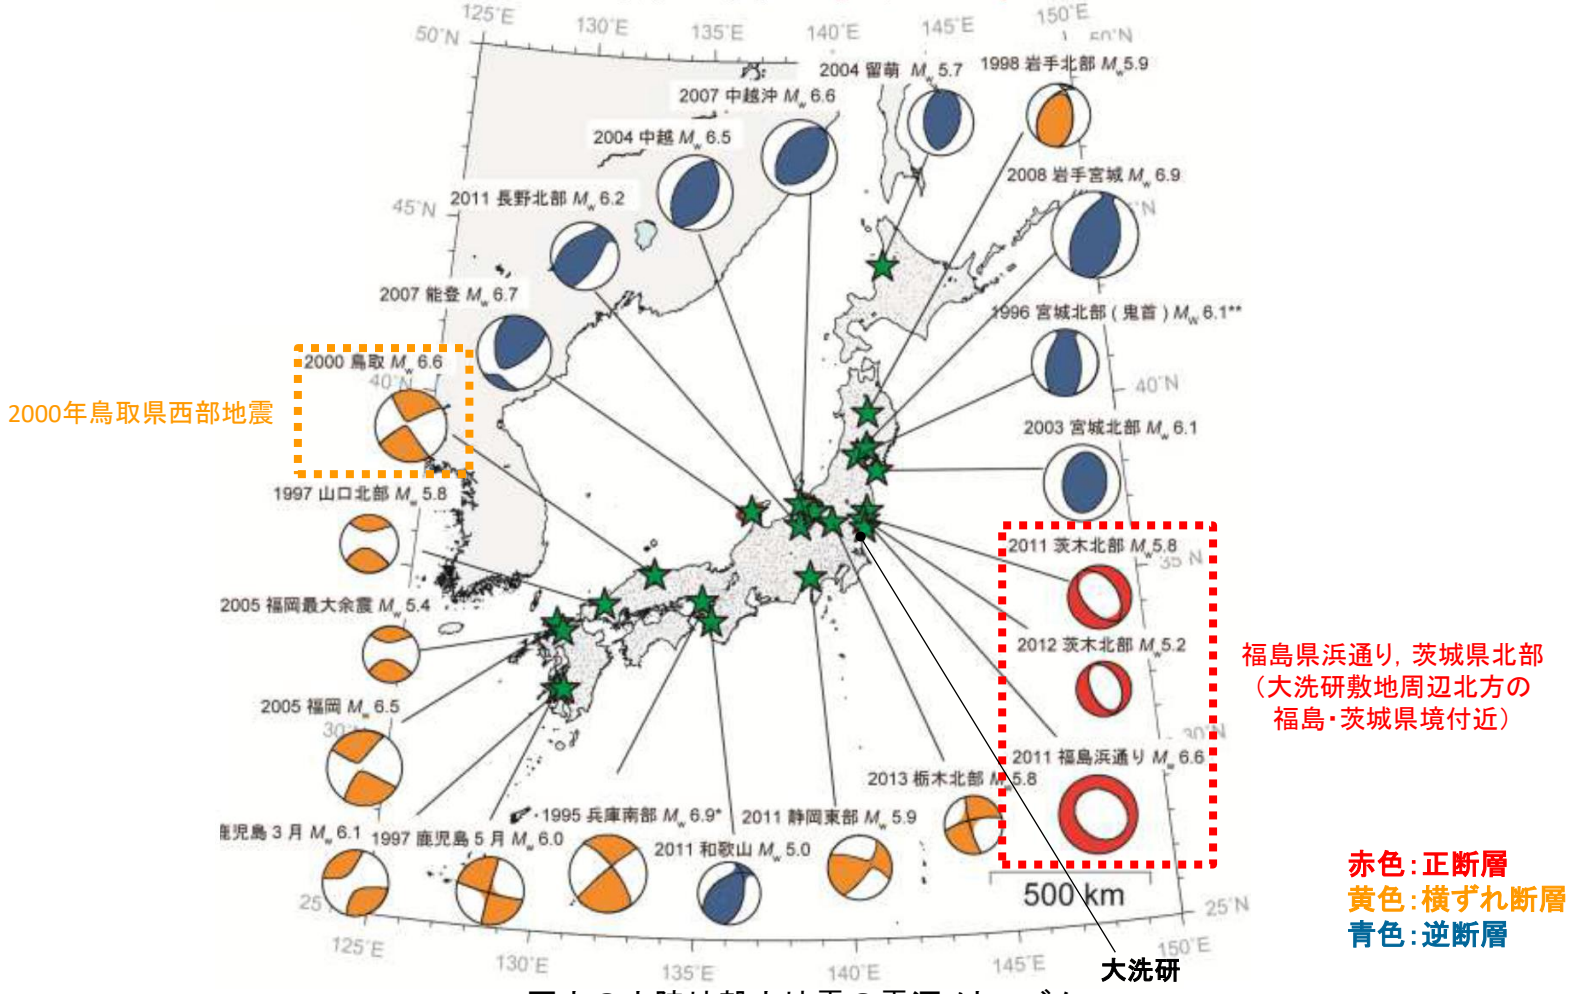 125°E
130°E
135°E
140°E
145°E
150°E
50°N
50°N
2004 留萌 Mw 5.7
1998 岩手北部 Mw 5.9
2007 中越沖 Mw 6.6
2004 中越 Mw 6.5
2008 岩手宮城 Mw 6.9
2011 長野北部 Mw 6.2
45°N
°N
2007 能登 Mw 6.7
1996 宮城北部 ( 鬼首 ) Mw 6.1**
2000 鳥取 Mw 6.6
40°N
40°N
2000年鳥取県西部地震
2003 宮城北部 Mw 6.1
1997 山口北部 Mw 5.8
2011 茨木北部 Mw 5.8
35 N
2005 福岡最大余震 Mw 5.4
2012 茨木北部 Mw 5.2
福島県浜通り，茨城県北部
（大洗研敷地周辺北方の
福島・茨城県境付近）
2005 福岡 Mw 6.5
30°
30°N
2011 福島浜通り Mw 6.6
2013 栃木北部 Mw 5.8
1995 兵庫南部 Mw 6.9*
2011 静岡東部 Mw 5.9
鹿児島 3 月 Mw 6.1
1997 鹿児島 5 月 Mw 6.0
2011 和歌山 Mw 5.0
赤色：正断層
黄色：横ずれ断層
青色：逆断層
500 km
25°
25°N
125°E
130°E
135°E
140°E
145°E
150°E
大洗研